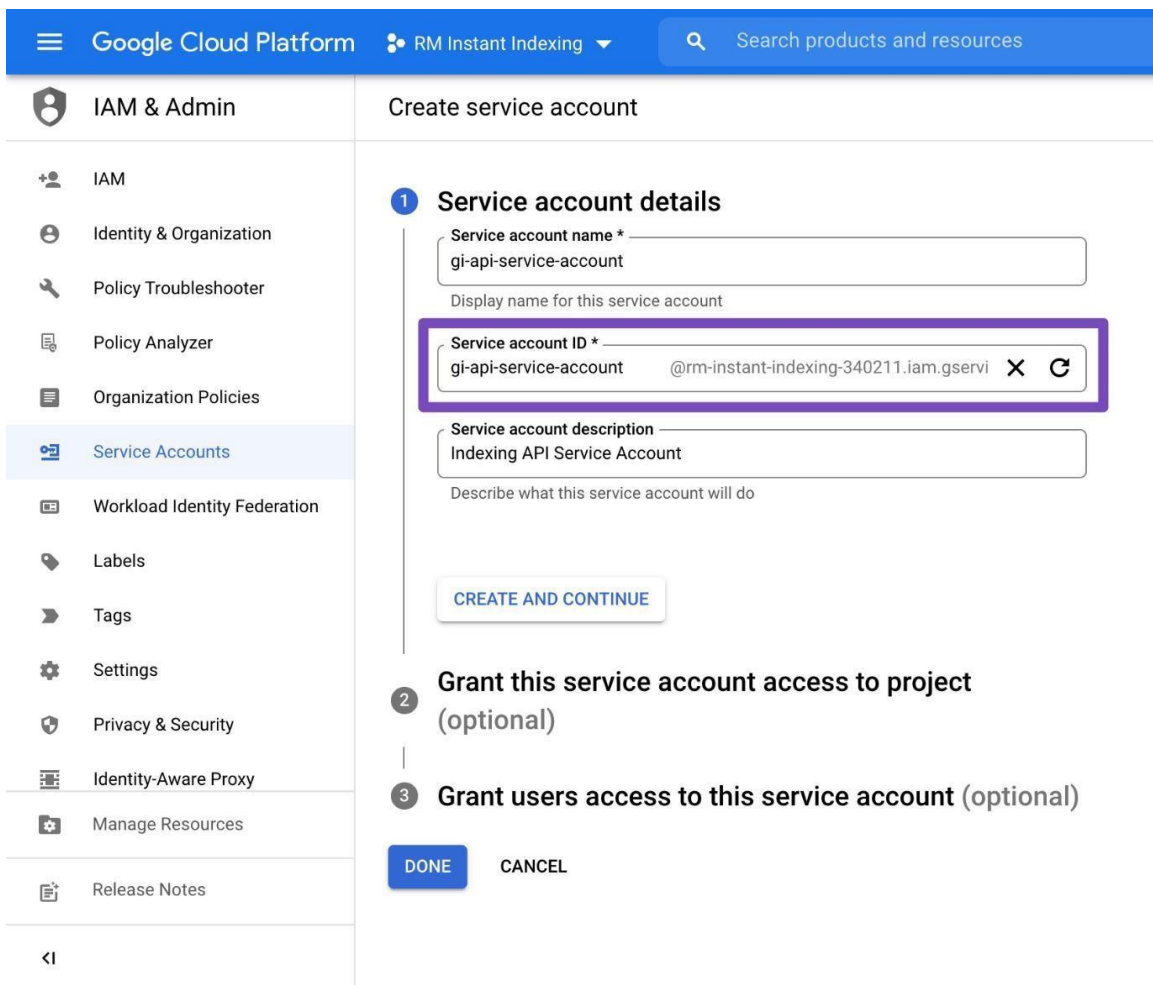 Google Cloud Platform
RM Instant Indexing
Search products and resources
IAM & Admin
IAM
Identity & Organization
Policy Troubleshooter
Policy Analyzer
Organization Policies
Service Accounts
Workload Identity Federation
Labels
Tags
Settings
Privacy & Security
Identity-Aware Proxy
Manage Resources
Release Notes
Create service account
1 Service account details
Service account name *
gi-api-service-account
Display name for this service account
Service account ID *
gi-api-service-account @rm-instant-indexing-340211.iam.gservi
Service account description
Indexing API Service Account
Describe what this service account will do
CREATE AND CONTINUE
2 Grant this service account access to project
(optional)
3 Grant users access to this service account (optional)
DONE CANCEL